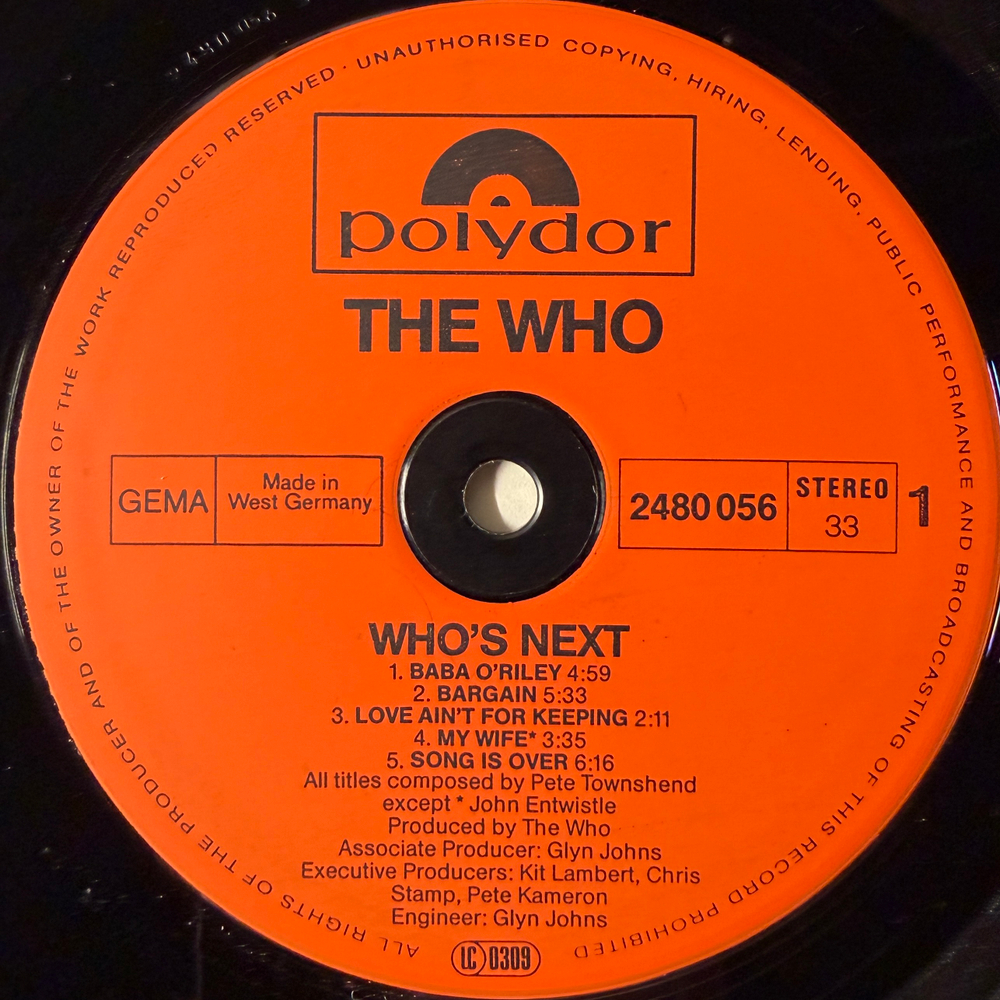 ALL RIGHTS OF THE PRODUCER AND OF THE OWNER OF THE WORK REPRODUCED RESERVED · UNAUTHORISED COPYING, HIRING, LENDING, PUBLIC PERFORMANCE AND BROADCASTING OF THIS RECORD PROHIBITED
polydor
THE WHO
GEMA
Made in
West Germany
2480 056
STEREO
33
1
WHO'S NEXT
1. BABA O'RILEY 4:59
2. BARGAIN 5:33
3. LOVE AIN'T FOR KEEPING 2:11
4. MY WIFE* 3:35
5. SONG IS OVER 6:16
All titles composed by Pete Townshend
except * John Entwistle
Produced by The Who
Associate Producer: Glyn Johns
Executive Producers: Kit Lambert, Chris
Stamp, Pete Kameron
Engineer: Glyn Johns
LC 0309